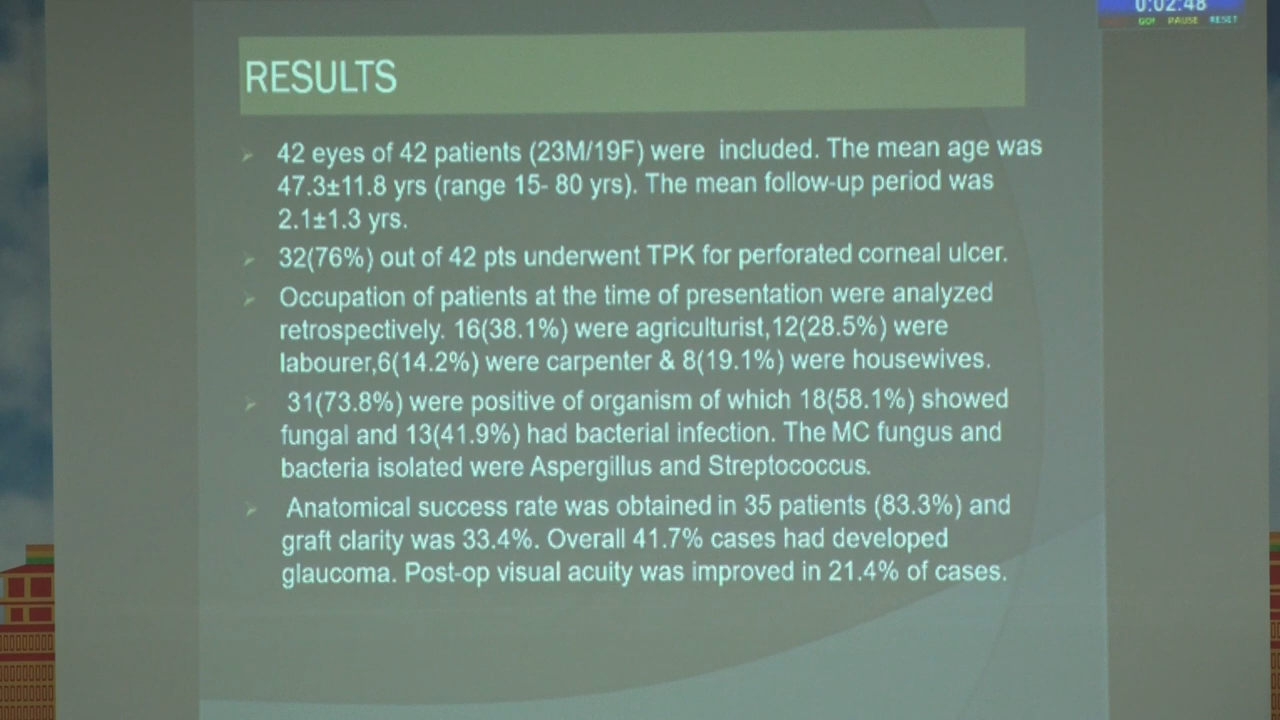 0:02:48
GO! PAUSE RESET
RESULTS
42 eyes of 42 patients (23M/19F) were included. The mean age was
47.3±11.8 yrs (range 15- 80 yrs). The mean follow-up period was
2.1±1.3 yrs.
32(76%) out of 42 pts underwent TPK for perforated corneal ulcer.
Occupation of patients at the time of presentation were analyzed
retrospectively. 16(38.1%) were agriculturist,12(28.5%) were
labourer,6(14.2%) were carpenter & 8(19.1%) were housewives.
31(73.8%) were positive of organism of which 18(58.1%) showed
fungal and 13(41.9%) had bacterial infection. The MC fungus and
bacteria isolated were Aspergillus and Streptococcus.
Anatomical success rate was obtained in 35 patients (83.3%) and
graft clarity was 33.4%. Overall 41.7% cases had developed
glaucoma. Post-op visual acuity was improved in 21.4% of cases.